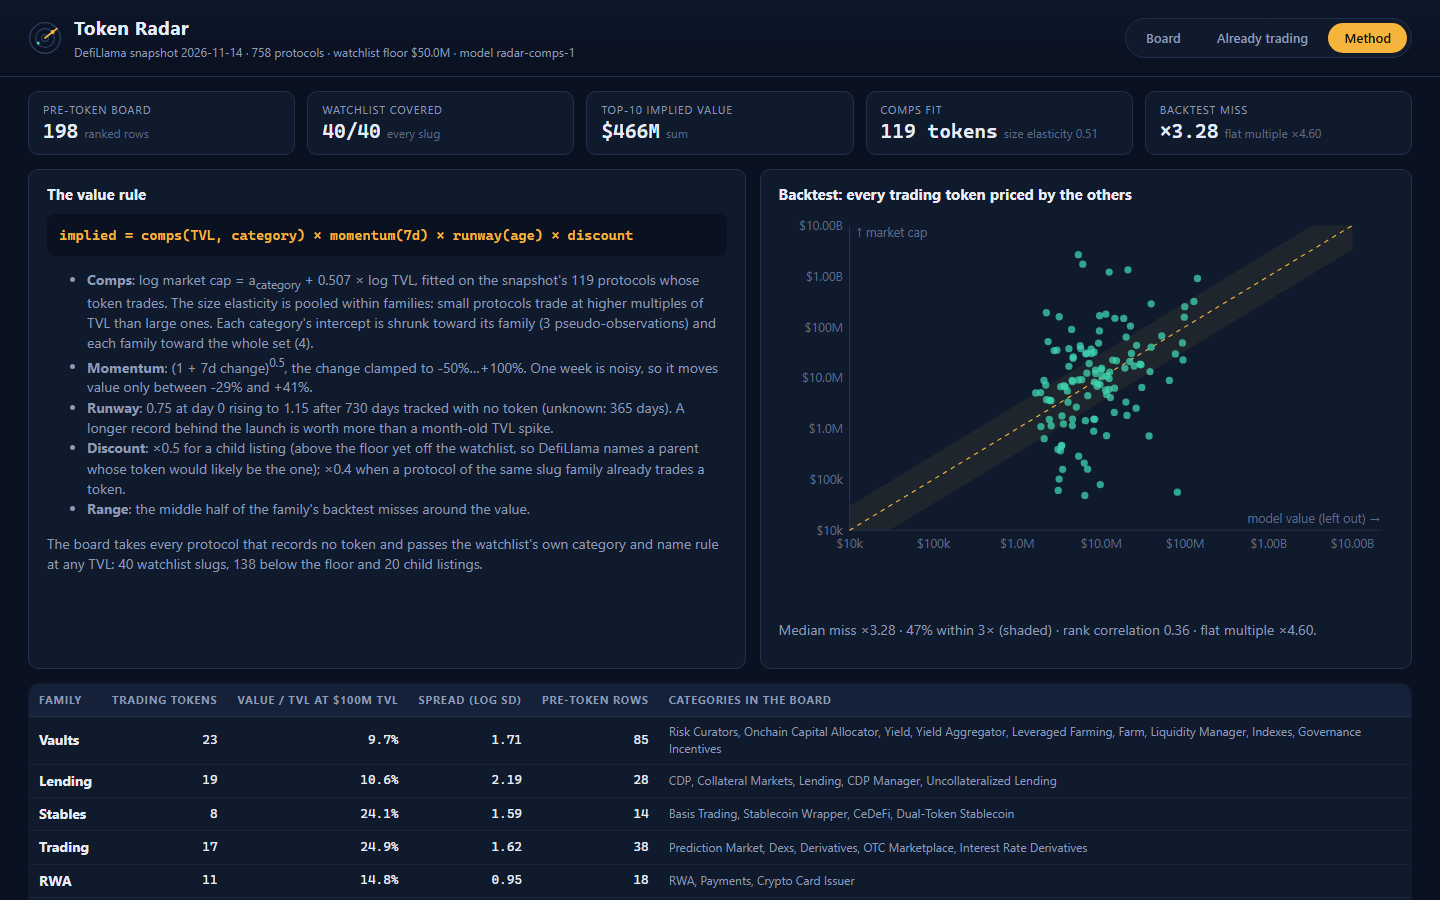 Token Radar
DefiLlama snapshot 2026-11-14 · 758 protocols · watchlist floor $50.0M · model radar-comps-1
Board
Already trading
Method
PRE-TOKEN BOARD
198 ranked rows
WATCHLIST COVERED
40/40 every slug
TOP-10 IMPLIED VALUE
$466M sum
COMPS FIT
119 tokens size elasticity 0.51
BACKTEST MISS
×3.28 flat multiple ×4.60
The value rule
implied = comps(TVL, category) × momentum(7d) × runway(age) × discount
• Comps: log market cap = acategory + 0.507 × log TVL, fitted on the snapshot's 119 protocols whose
token trades. The size elasticity is pooled within families: small protocols trade at higher multiples of
TVL than large ones. Each category's intercept is shrunk toward its family (3 pseudo-observations) and
each family toward the whole set (4).
• Momentum: (1 + 7d change)0.5, the change clamped to -50%...+100%. One week is noisy, so it moves
value only between -29% and +41%.
• Runway: 0.75 at day 0 rising to 1.15 after 730 days tracked with no token (unknown: 365 days). A
longer record behind the launch is worth more than a month-old TVL spike.
• Discount: ×0.5 for a child listing (above the floor yet off the watchlist, so DefiLlama names a parent
whose token would likely be the one); ×0.4 when a protocol of the same slug family already trades a
token.
• Range: the middle half of the family's backtest misses around the value.
The board takes every protocol that records no token and passes the watchlist's own category and name rule
at any TVL: 40 watchlist slugs, 138 below the floor and 20 child listings.
Backtest: every trading token priced by the others
$10.00B
↑ market cap
$1.00B
$100M
$10.0M
$1.0M
$100k
$10k
model value (left out) →
$10k
$100k
$1.0M
$10.0M
$100M
$1.00B
$10.00B
Median miss ×3.28 · 47% within 3× (shaded) · rank correlation 0.36 · flat multiple ×4.60.
FAMILY TRADING TOKENS VALUE / TVL AT $100M TVL SPREAD (LOG SD) PRE-TOKEN ROWS CATEGORIES IN THE BOARD
Vaults 23 9.7% 1.71 85 Risk Curators, Onchain Capital Allocator, Yield, Yield Aggregator, Leveraged Farming, Farm, Liquidity Manager, Indexes, Governance
Incentives
Lending 19 10.6% 2.19 28 CDP, Collateral Markets, Lending, CDP Manager, Uncollateralized Lending
Stables 8 24.1% 1.59 14 Basis Trading, Stablecoin Wrapper, CeDeFi, Dual-Token Stablecoin
Trading 17 24.9% 1.62 38 Prediction Market, Dexs, Derivatives, OTC Marketplace, Interest Rate Derivatives
RWA 11 14.8% 0.95 18 RWA, Payments, Crypto Card Issuer